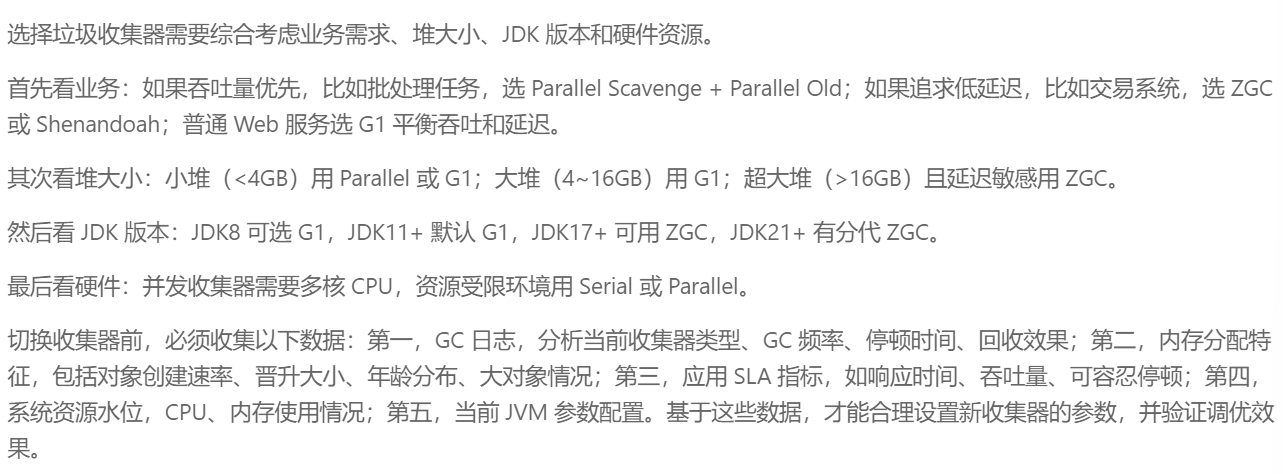 选择垃圾收集器需要综合考虑业务需求、堆大小、JDK 版本和硬件资源。
首先看业务：如果吞吐量优先，比如批处理任务，选 Parallel Scavenge + Parallel Old；如果追求低延迟，比如交易系统，选 ZGC
或 Shenandoah；普通 Web 服务选 G1 平衡吞吐和延迟。
其次看堆大小：小堆（<4GB）用 Parallel 或 G1；大堆（4~16GB）用 G1；超大堆（>16GB）且延迟敏感用 ZGC。
然后看 JDK 版本：JDK8 可选 G1，JDK11+ 默认 G1，JDK17+ 可用 ZGC，JDK21+ 有分代 ZGC。
最后看硬件：并发收集器需要多核 CPU，资源受限环境用 Serial 或 Parallel。
切换收集器前，必须收集以下数据：第一，GC 日志，分析当前收集器类型、GC 频率、停顿时间、回收效果；第二，内存分配特
征，包括对象创建速率、晋升大小、年龄分布、大对象情况；第三，应用 SLA 指标，如响应时间、吞吐量、可容忍停顿；第四，
系统资源水位，CPU、内存使用情况；第五，当前 JVM 参数配置。基于这些数据，才能合理设置新收集器的参数，并验证调优效
果。